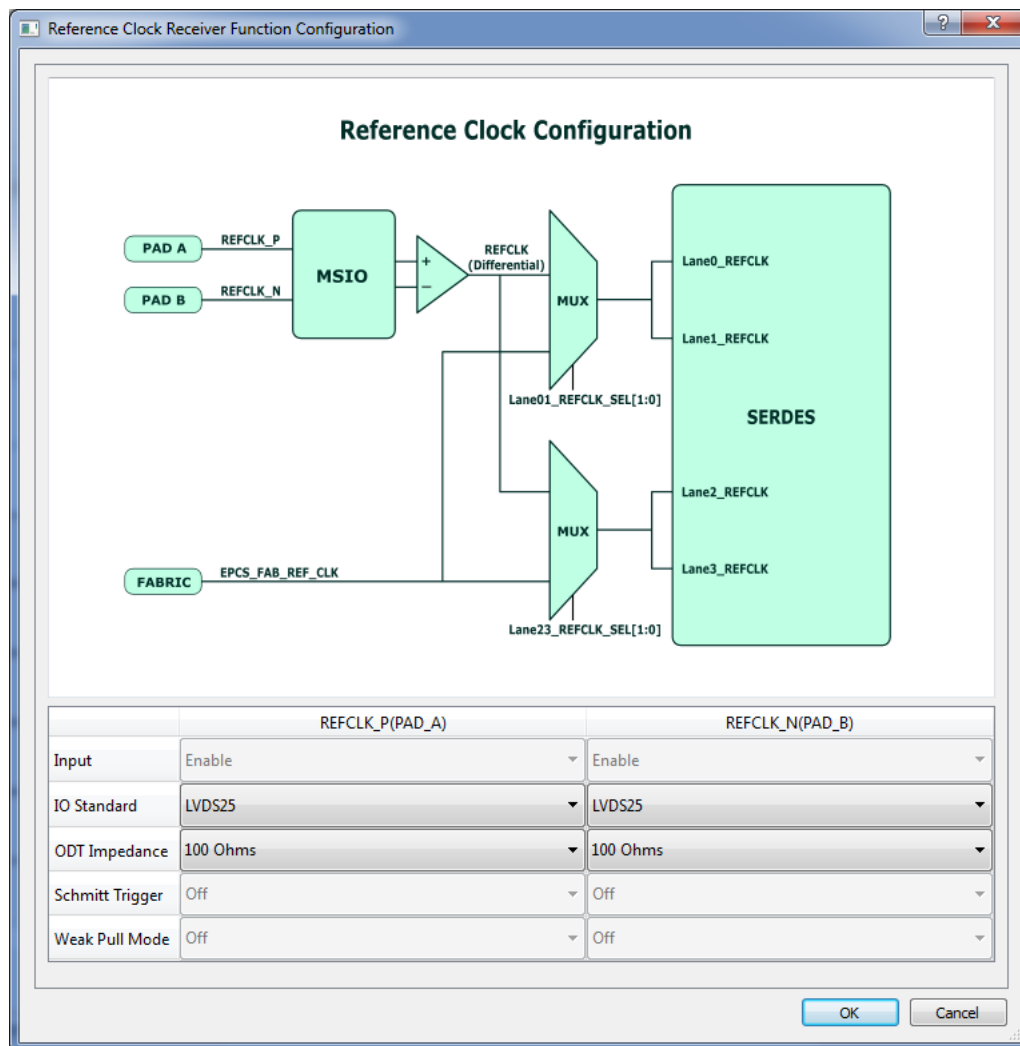 Reference Clock Receiver Function Configuration
?
X
Reference Clock Configuration
PAD A
REFCLK_P
PAD B
REFCLK_N
MSIO
+
−
REFCLK
(Differential)
MUX
Lane01_REFCLK_SEL[1:0]
Lane0_REFCLK
Lane1_REFCLK
SERDES
MUX
Lane2_REFCLK
Lane3_REFCLK
FABRIC
EPCS_FAB_REF_CLK
Lane23_REFCLK_SEL[1:0]
REFCLK_P(PAD_A) REFCLK_N(PAD_B)
Input Enable Enable
IO Standard LVDS25 LVDS25
ODT Impedance 100 Ohms 100 Ohms
Schmitt Trigger Off Off
Weak Pull Mode Off Off
OK Cancel